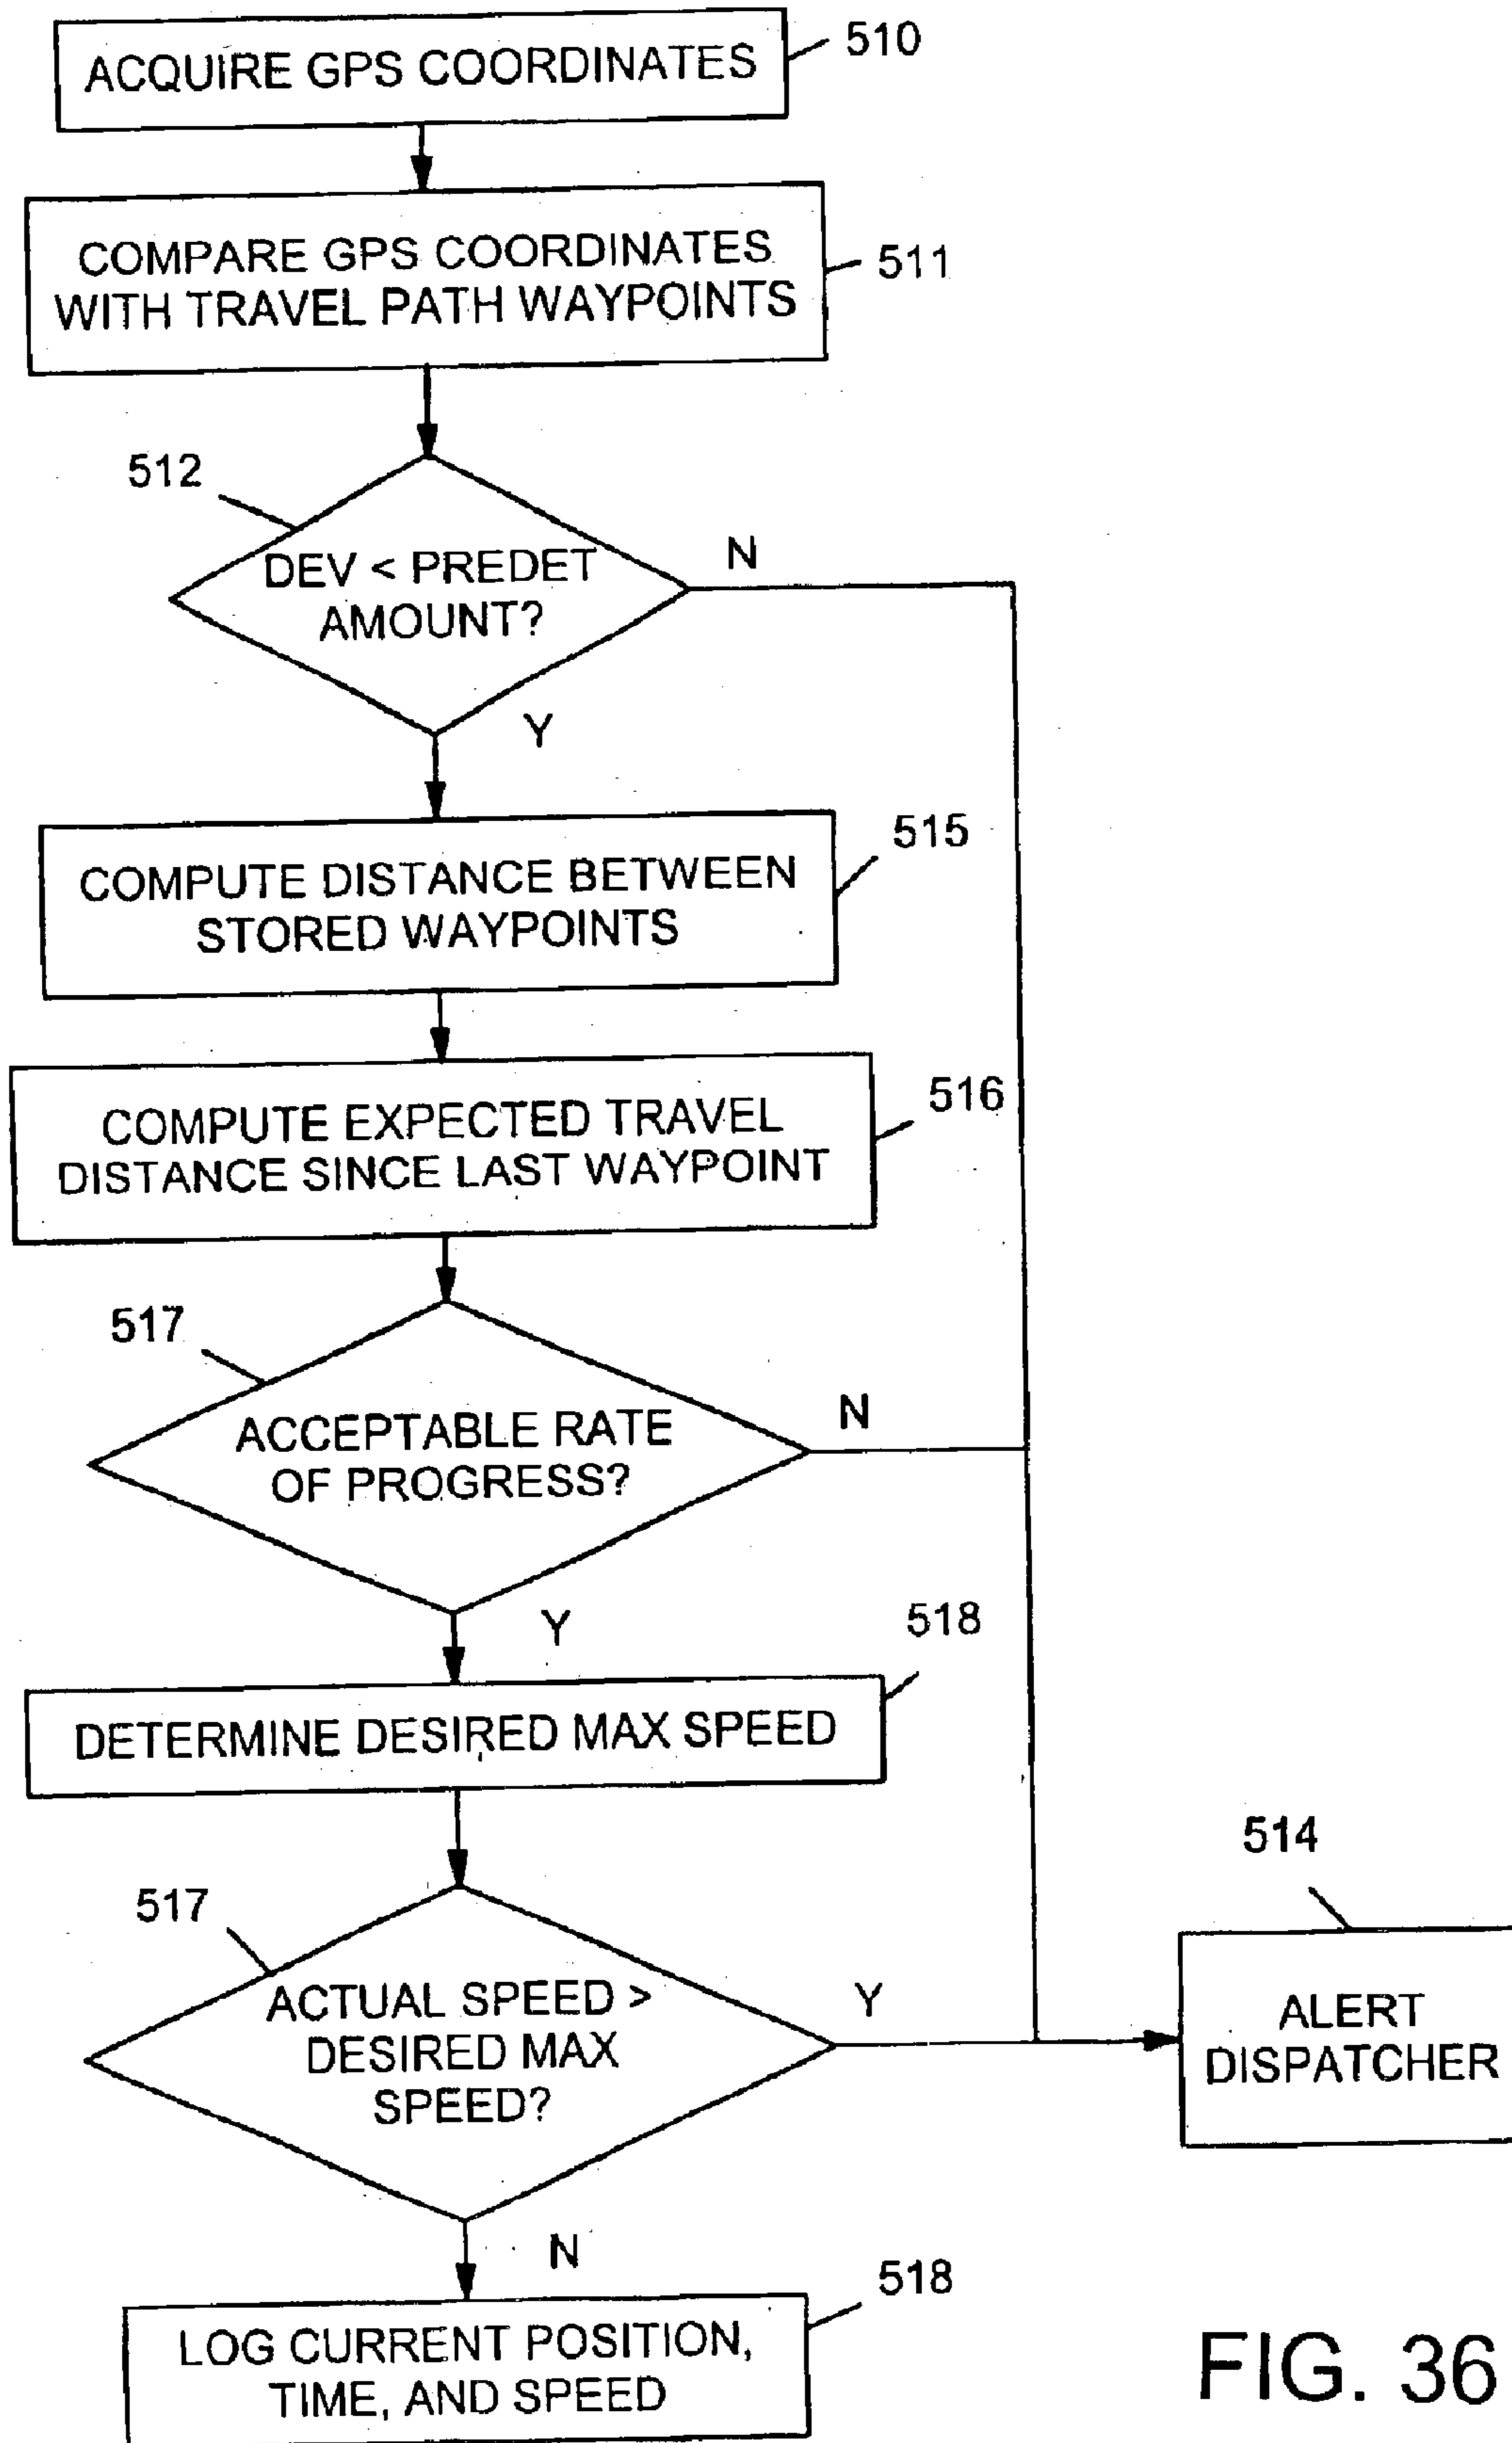 ACQUIRE GPS COORDINATES
510
COMPARE GPS COORDINATES
WITH TRAVEL PATH WAYPOINTS
511
512
DEV < PREDET
AMOUNT?
N
Y
515
COMPUTE DISTANCE BETWEEN
STORED WAYPOINTS
516
COMPUTE EXPECTED TRAVEL
DISTANCE SINCE LAST WAYPOINT
517
ACCEPTABLE RATE
OF PROGRESS?
N
Y
518
DETERMINE DESIRED MAX SPEED
517
ACTUAL SPEED >
DESIRED MAX
SPEED?
Y
514
ALERT
DISPATCHER
N
518
LOG CURRENT POSITION,
TIME, AND SPEED
FIG. 36